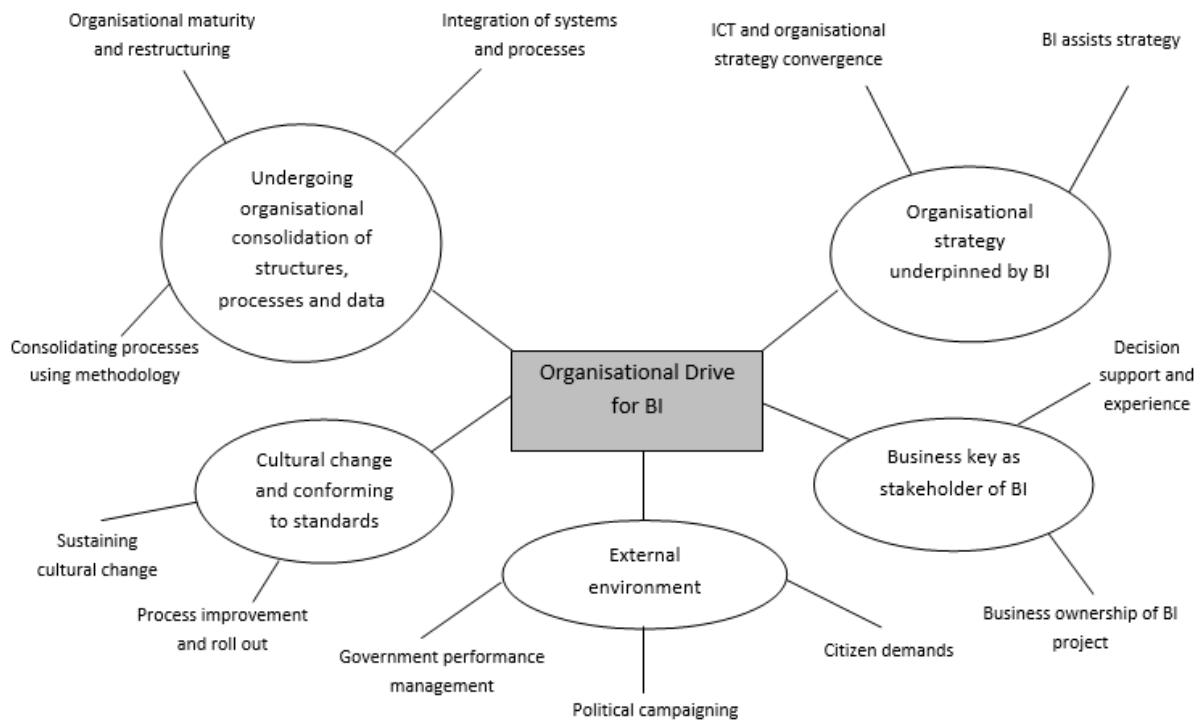 Organisational maturity
and restructuring
Integration of systems
and processes
ICT and organisational
strategy convergence
BI assists strategy
Undergoing
organisational
consolidation of
structures,
processes and data
Organisational
strategy
underpinned by BI
Consolidating processes
using methodology
Organisational Drive
for BI
Decision
support and
experience
Cultural change
and conforming
to standards
Business key as
stakeholder of BI
Sustaining
cultural change
External
environment
Process improvement
and roll out
Government performance
management
Political campaigning
Citizen demands
Business ownership of BI
project